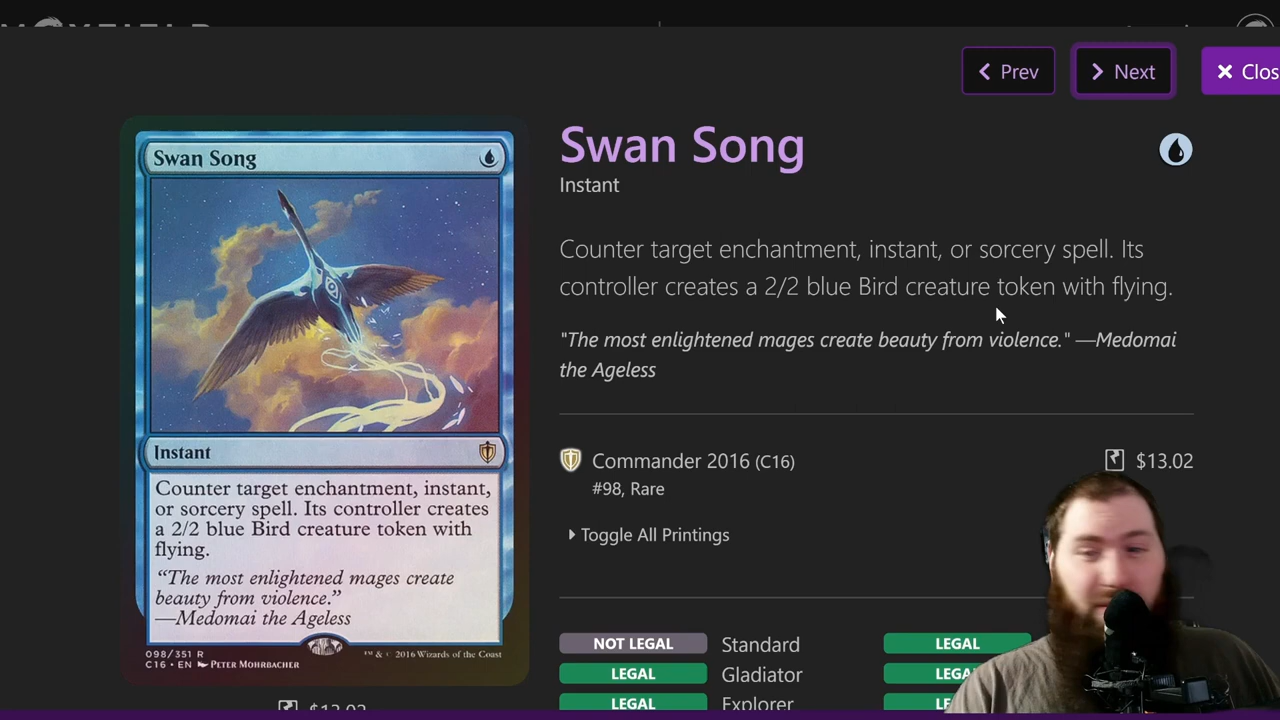 Prev
Next
Clos
Swan Song
Swan Song
Instant
Counter target enchantment, instant, or sorcery spell. Its
controller creates a 2/2 blue Bird creature token with flying.
"The most enlightened mages create beauty from violence." —Medomai
the Ageless
Instant
Counter target enchantment, instant,
or sorcery spell. Its controller creates
a 2/2 blue Bird creature token with
flying.
“The most enlightened mages create
beauty from violence.”
—Medomai the Ageless
098/351 R
C16 • EN Peter Mohrbacher
™ & © 2016 Wizards of the Coast
Commander 2016 (C16)
$13.02
#98, Rare
Toggle All Printings
NOT LEGAL Standard LEGAL
LEGAL Gladiator LEGA
LEGAL Explorer LE
$13.02